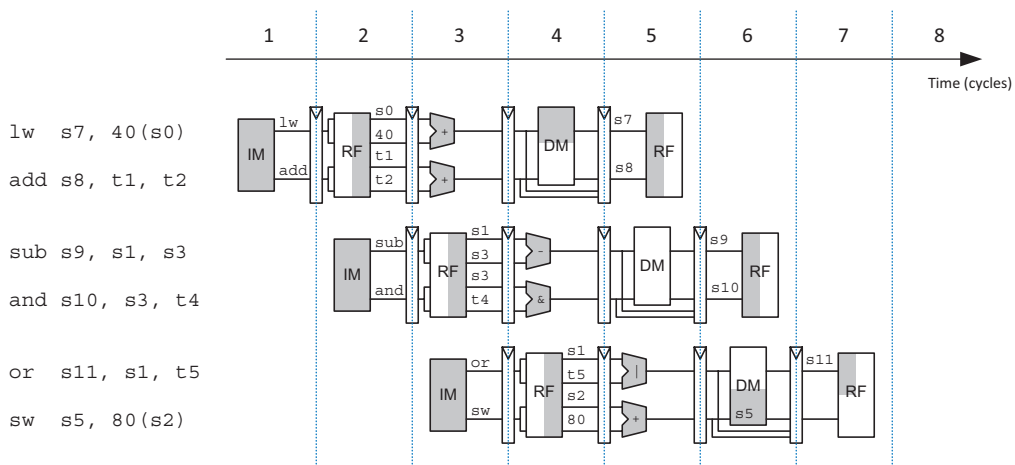 1 2 3 4 5 6 7 8
Time (cycles)
lw s7, 40(s0)
add s8, t1, t2
IM
lw
add
RF
s0
40
t1
t2
+
+
DM
s7
s8
RF
sub s9, s1, s3
and s10, s3, t4
IM
sub
and
RF
s1
s3
s3
t4
-
&
DM
s9
s10
RF
or s11, s1, t5
sw s5, 80(s2)
IM
or
sw
RF
s1
t5
s2
80
|
+
DM
s5
s11
RF